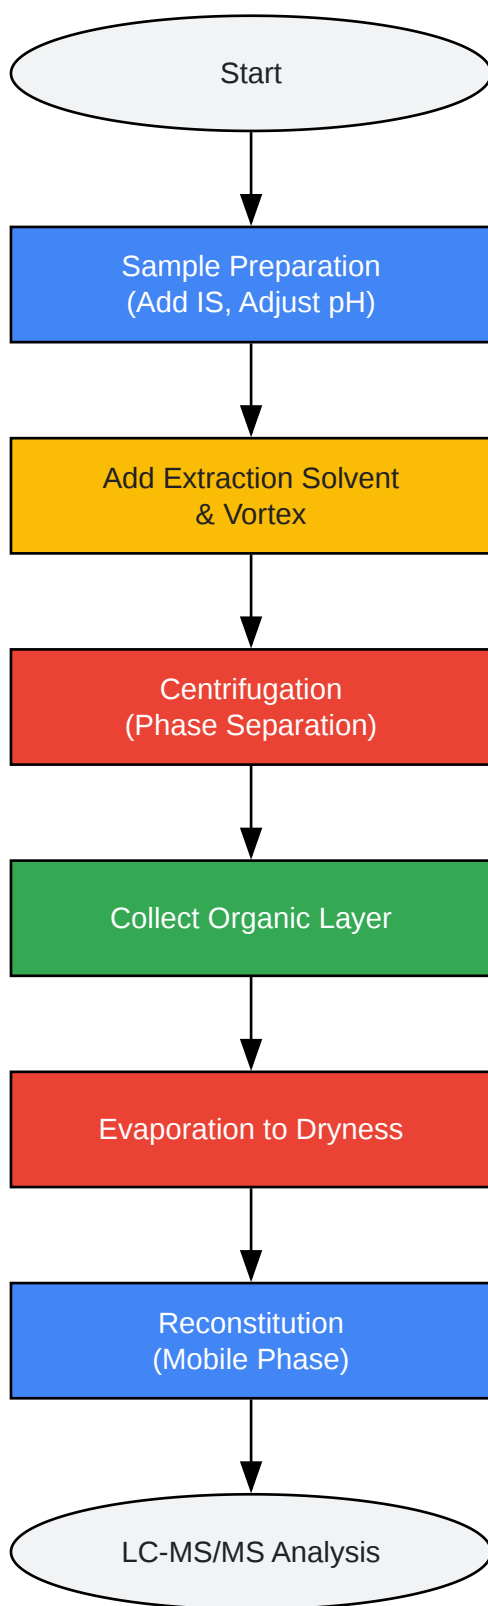 Start
Sample Preparation
(Add IS, Adjust pH)
Add Extraction Solvent
& Vortex
Centrifugation
(Phase Separation)
Collect Organic Layer
Evaporation to Dryness
Reconstitution
(Mobile Phase)
LC-MS/MS Analysis